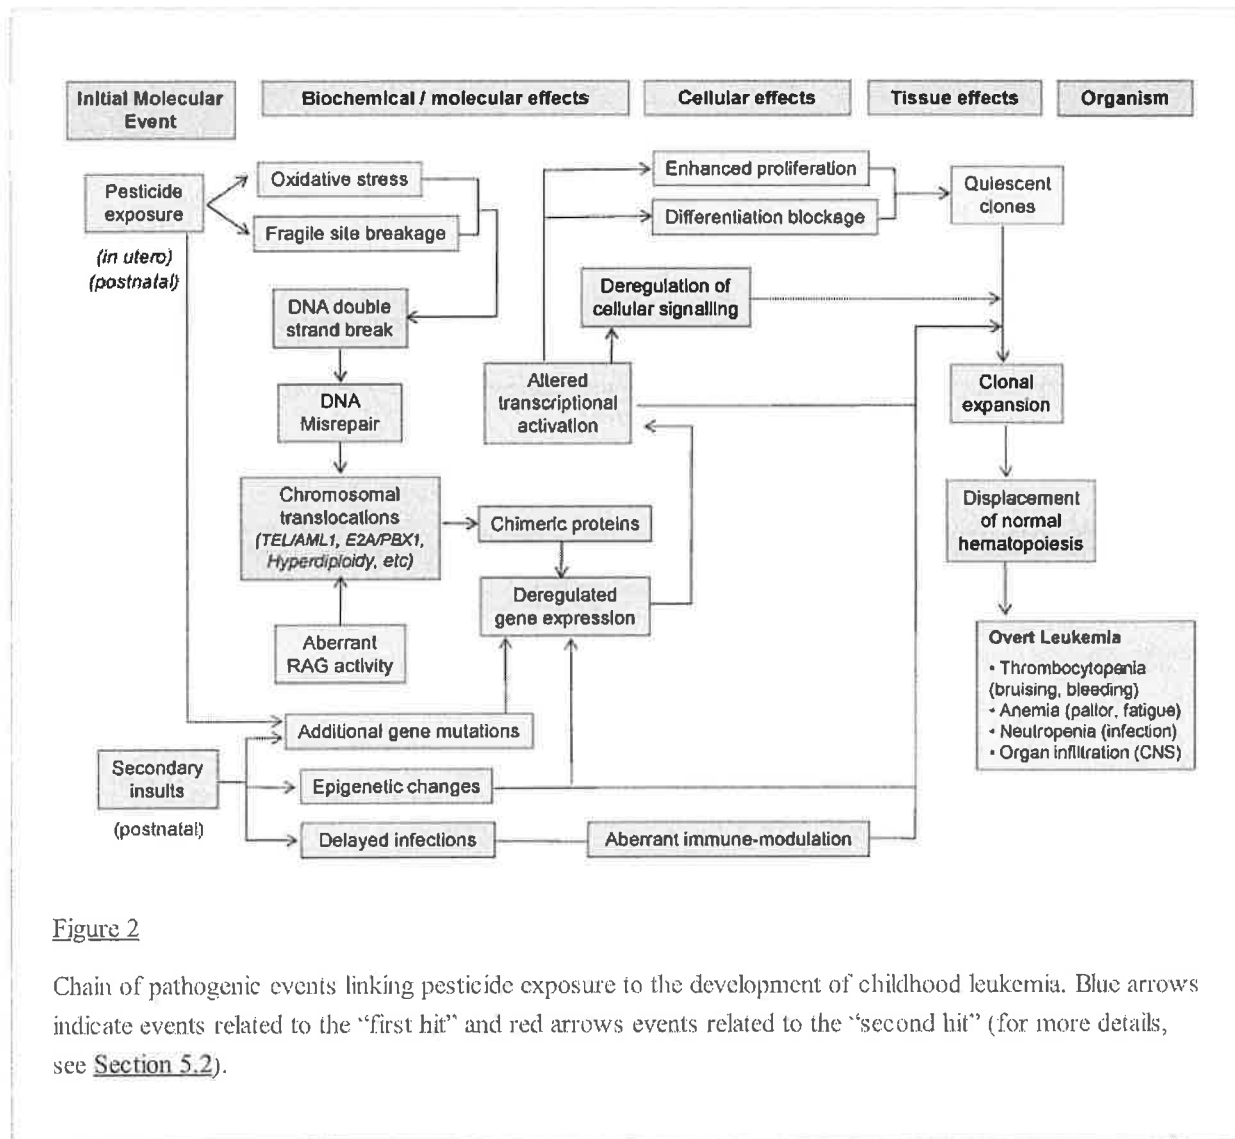 Initial Molecular
Event
Biochemical / molecular effects
Cellular effects
Tissue effects
Organism
Pesticide
exposure
(in utero)
(postnatal)
Oxidative stress
Fragile site breakage
DNA double
strand break
DNA
Misrepair
Chromosomal
translocations
(TEL/AML1, E2A/PBX1,
Hyperdiploidy, etc)
Aberrant
RAG activity
Chimeric proteins
Deregulated
gene expression
Altered
transcriptional
activation
Enhanced proliferation
Differentiation blockage
Deregulation of
cellular signalling
Quiescent
clones
Clonal
expansion
Displacement
of normal
hematopoiesis
Overt Leukemia
• Thrombocytopenia
(bruising, bleeding)
• Anemia (pallor, fatigue)
• Neutropenia (infection)
• Organ infiltration (CNS)
Secondary
insults
(postnatal)
Additional gene mutations
Epigenetic changes
Delayed infections
Aberrant immune-modulation
Figure 2
Chain of pathogenic events linking pesticide exposure to the development of childhood leukemia. Blue arrows
indicate events related to the “first hit” and red arrows events related to the “second hit” (for more details,
see Section 5.2).